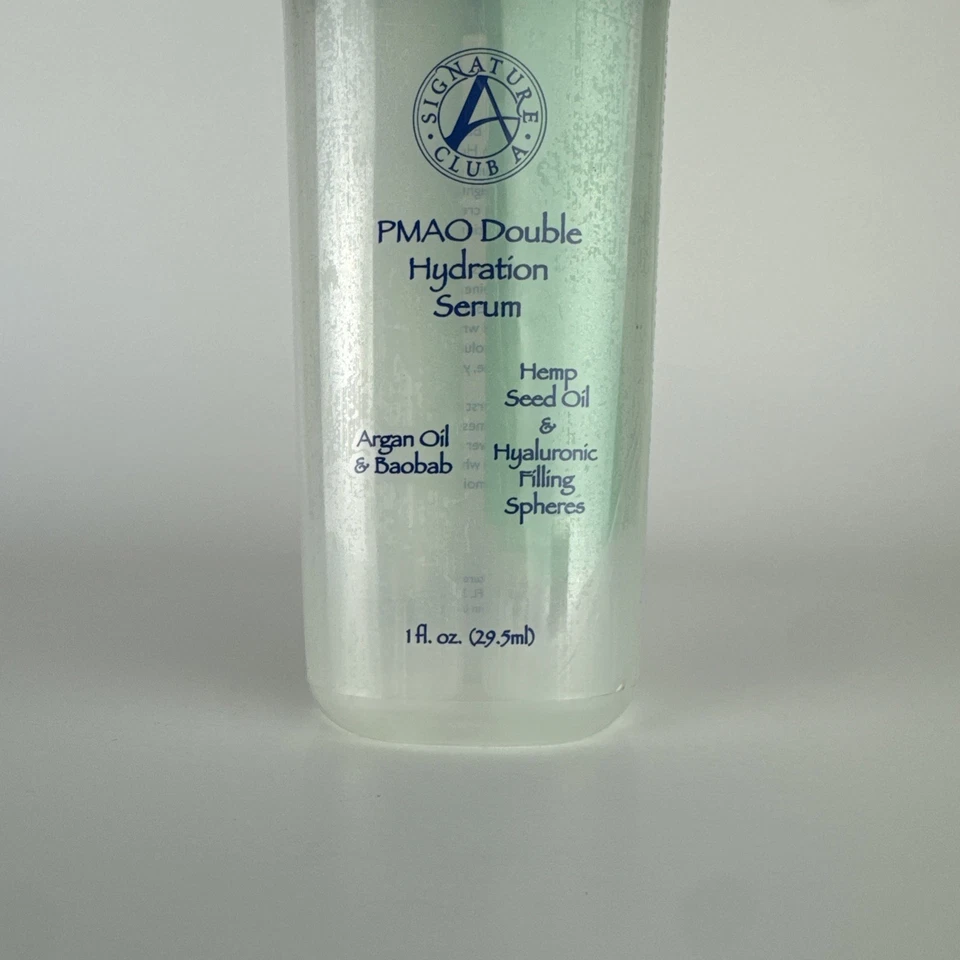 SIGNATURE
CLUB A
A
PMAO Double
Hydration
Serum
Argan Oil
& Baobab
Hemp
Seed Oil
&
Hyaluronic
Filling
Spheres
1 fl. oz. (29.5ml)